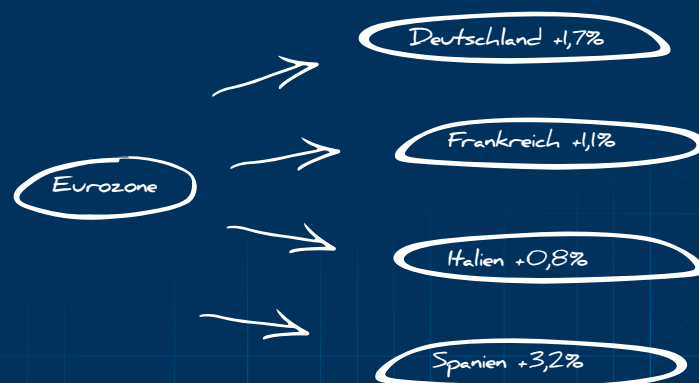 Deutschland +1,7%
Frankreich +1,1%
Eurozone
Italien +0,8%
Spanien +3,2%